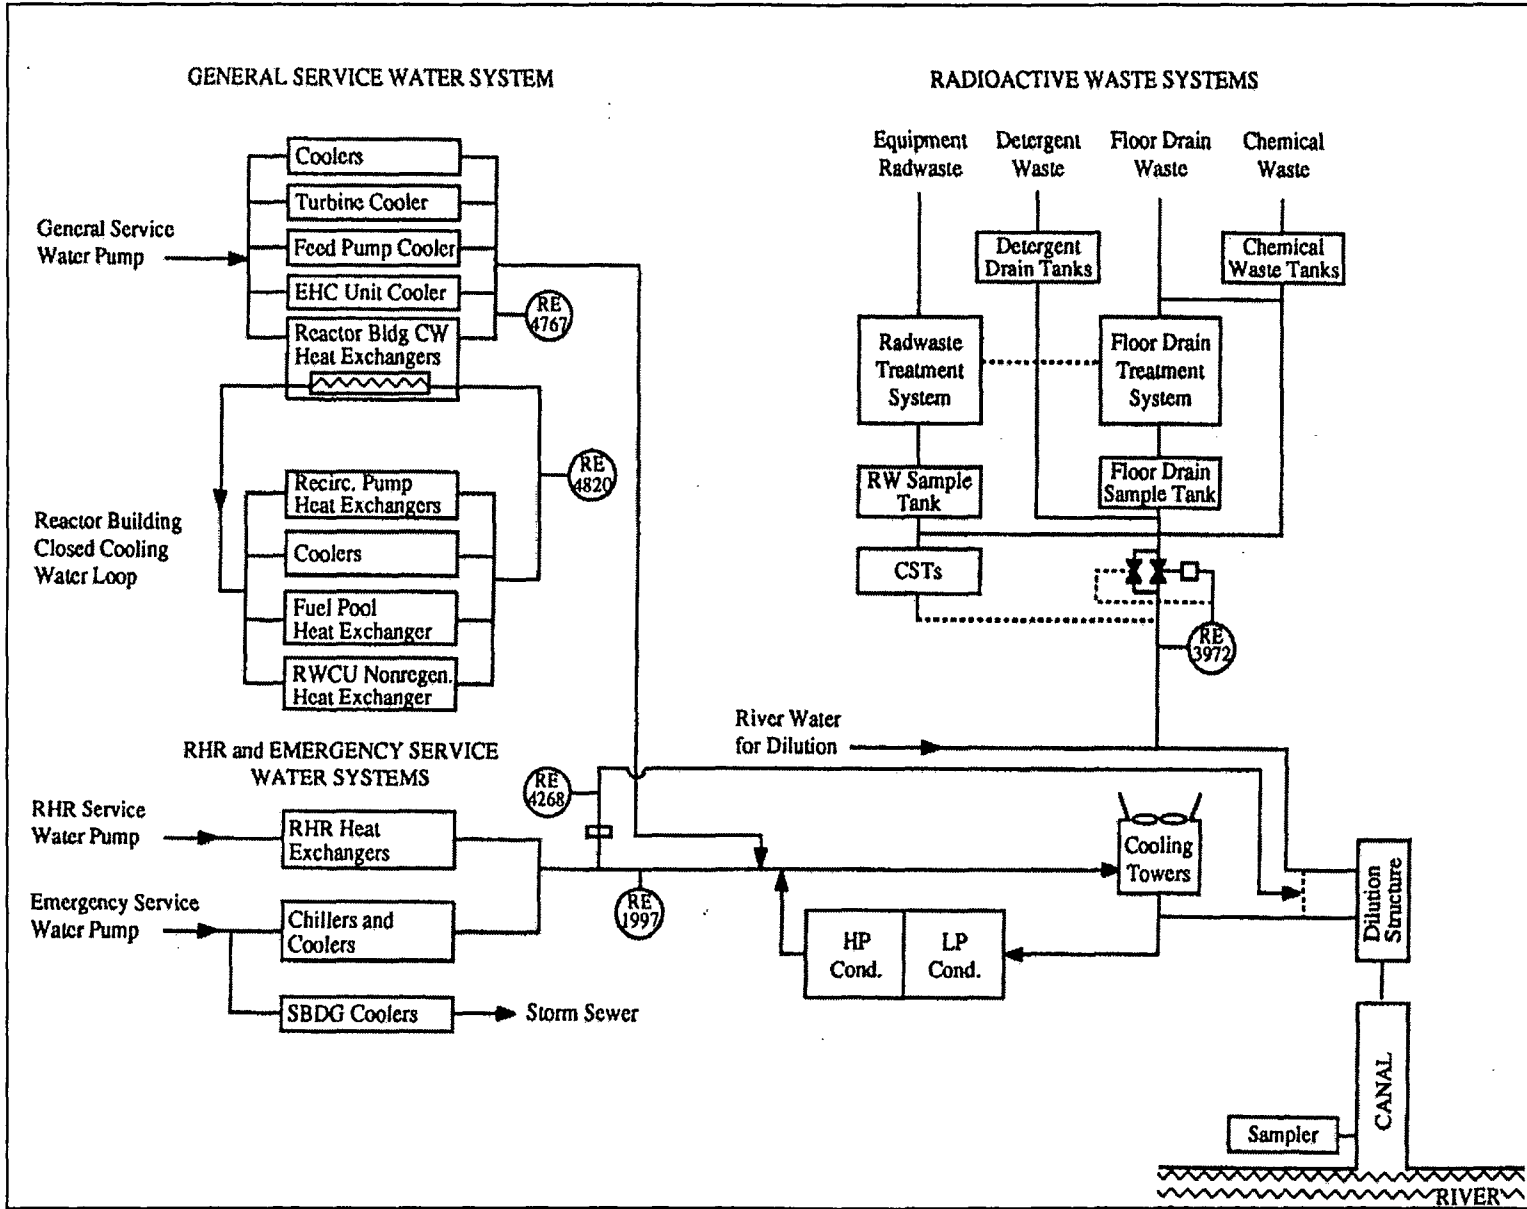 GENERAL SERVICE WATER SYSTEM
Coolers
Turbine Cooler
General Service
Water Pump
Feed Pump Cooler
EHC Unit Cooler
RE
4767
Reactor Bldg CW
Heat Exchangers
RE
4820
Recirc. Pump
Heat Exchangers
Reactor Building
Closed Cooling
Water Loop
Coolers
Fuel Pool
Heat Exchanger
RWCU Nonregen.
Heat Exchanger
RHR and EMERGENCY SERVICE
WATER SYSTEMS
RE
4268
RHR Service
Water Pump
RHR Heat
Exchangers
RE
1997
Emergency Service
Water Pump
Chillers and
Coolers
SBDG Coolers
Storm Sewer
RADIOACTIVE WASTE SYSTEMS
Equipment
Radwaste
Detergent
Waste
Floor Drain
Waste
Chemical
Waste
Detergent
Drain Tanks
Chemical
Waste Tanks
Radwaste
Treatment
System
Floor Drain
Treatment
System
RW Sample
Tank
Floor Drain
Sample Tank
CSTs
RE
3972
River Water
for Dilution
Cooling
Towers
HP
Cond.
LP
Cond.
Dilution
Structure
CANAL
Sampler
RIVER